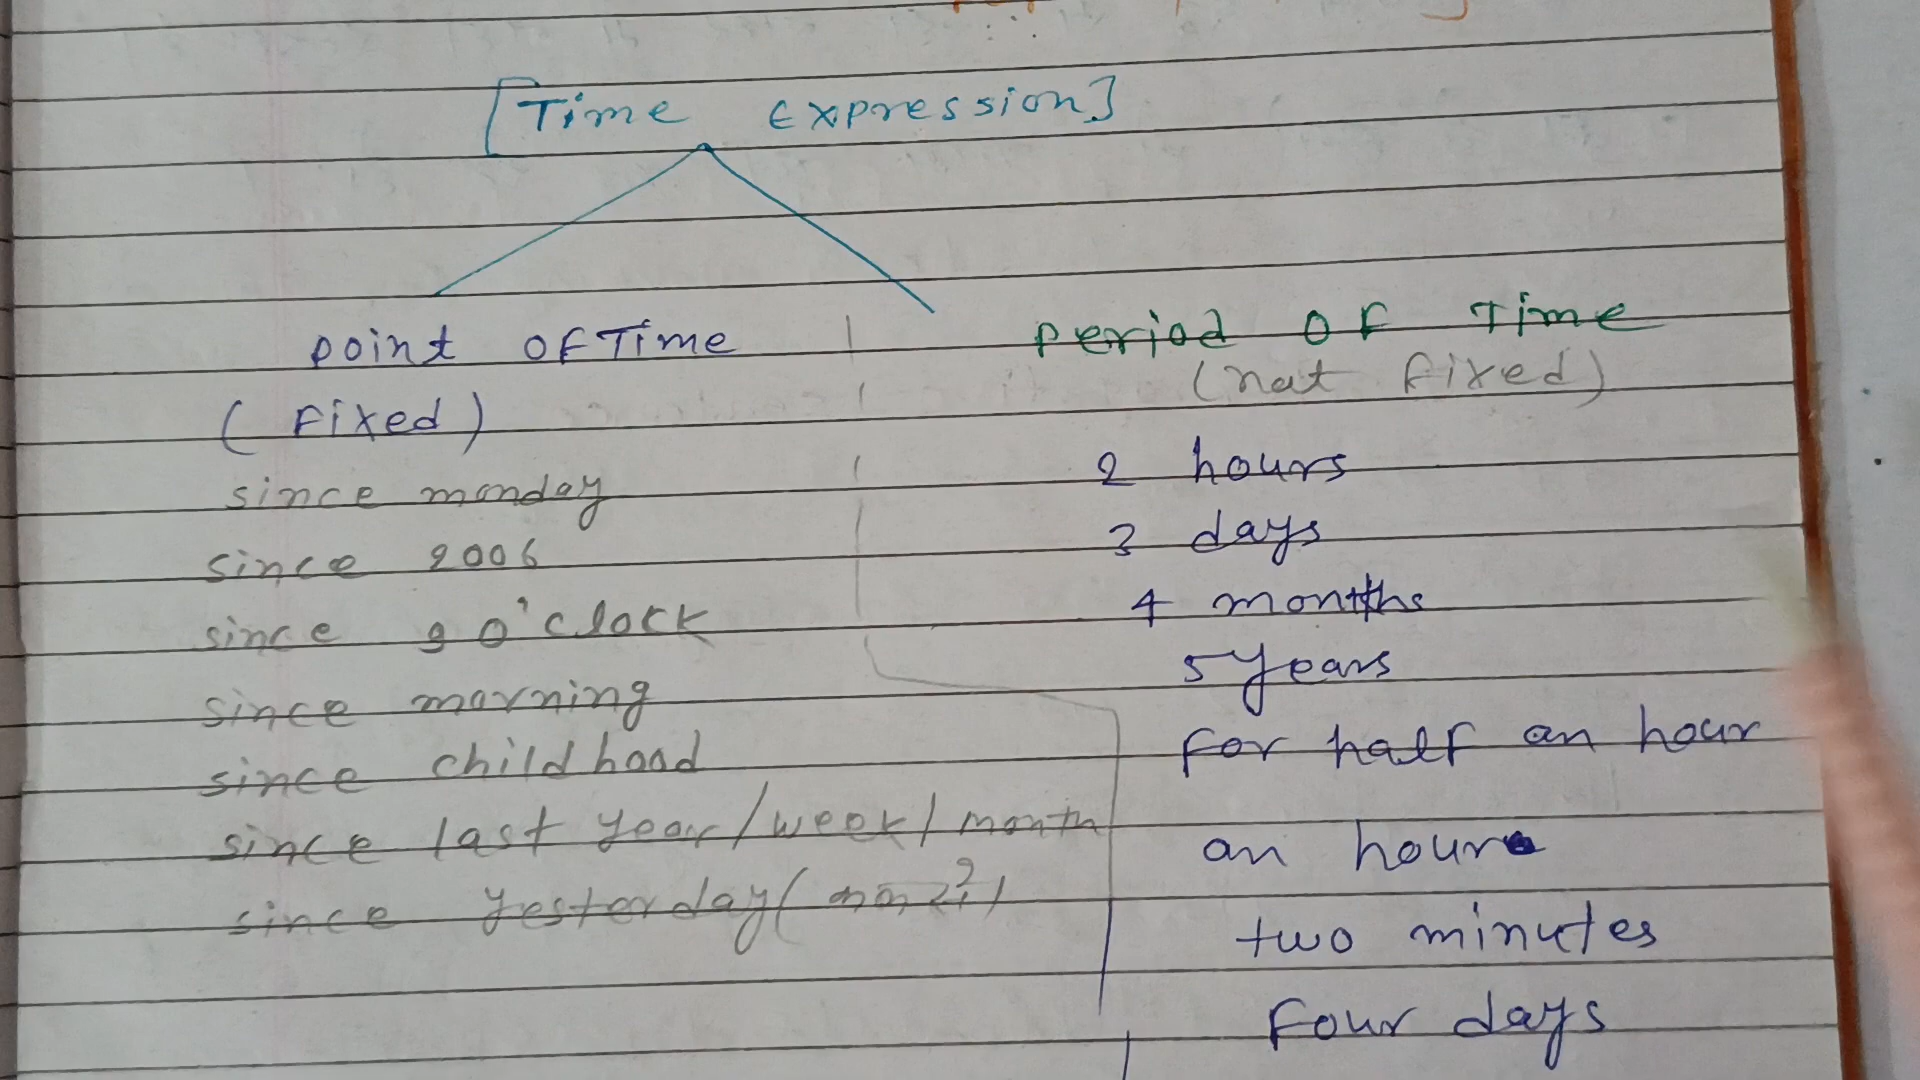 [Time Expression]
point of Time
(Fixed)
since monday
since 2006
since 9 o'clock
since morning
since childhood
since last year/week/month
since yesterday(
Period of Time
(not fixed)
2 hours
3 days
4 months
5 years
for half an hour
an hour
two minutes
four days